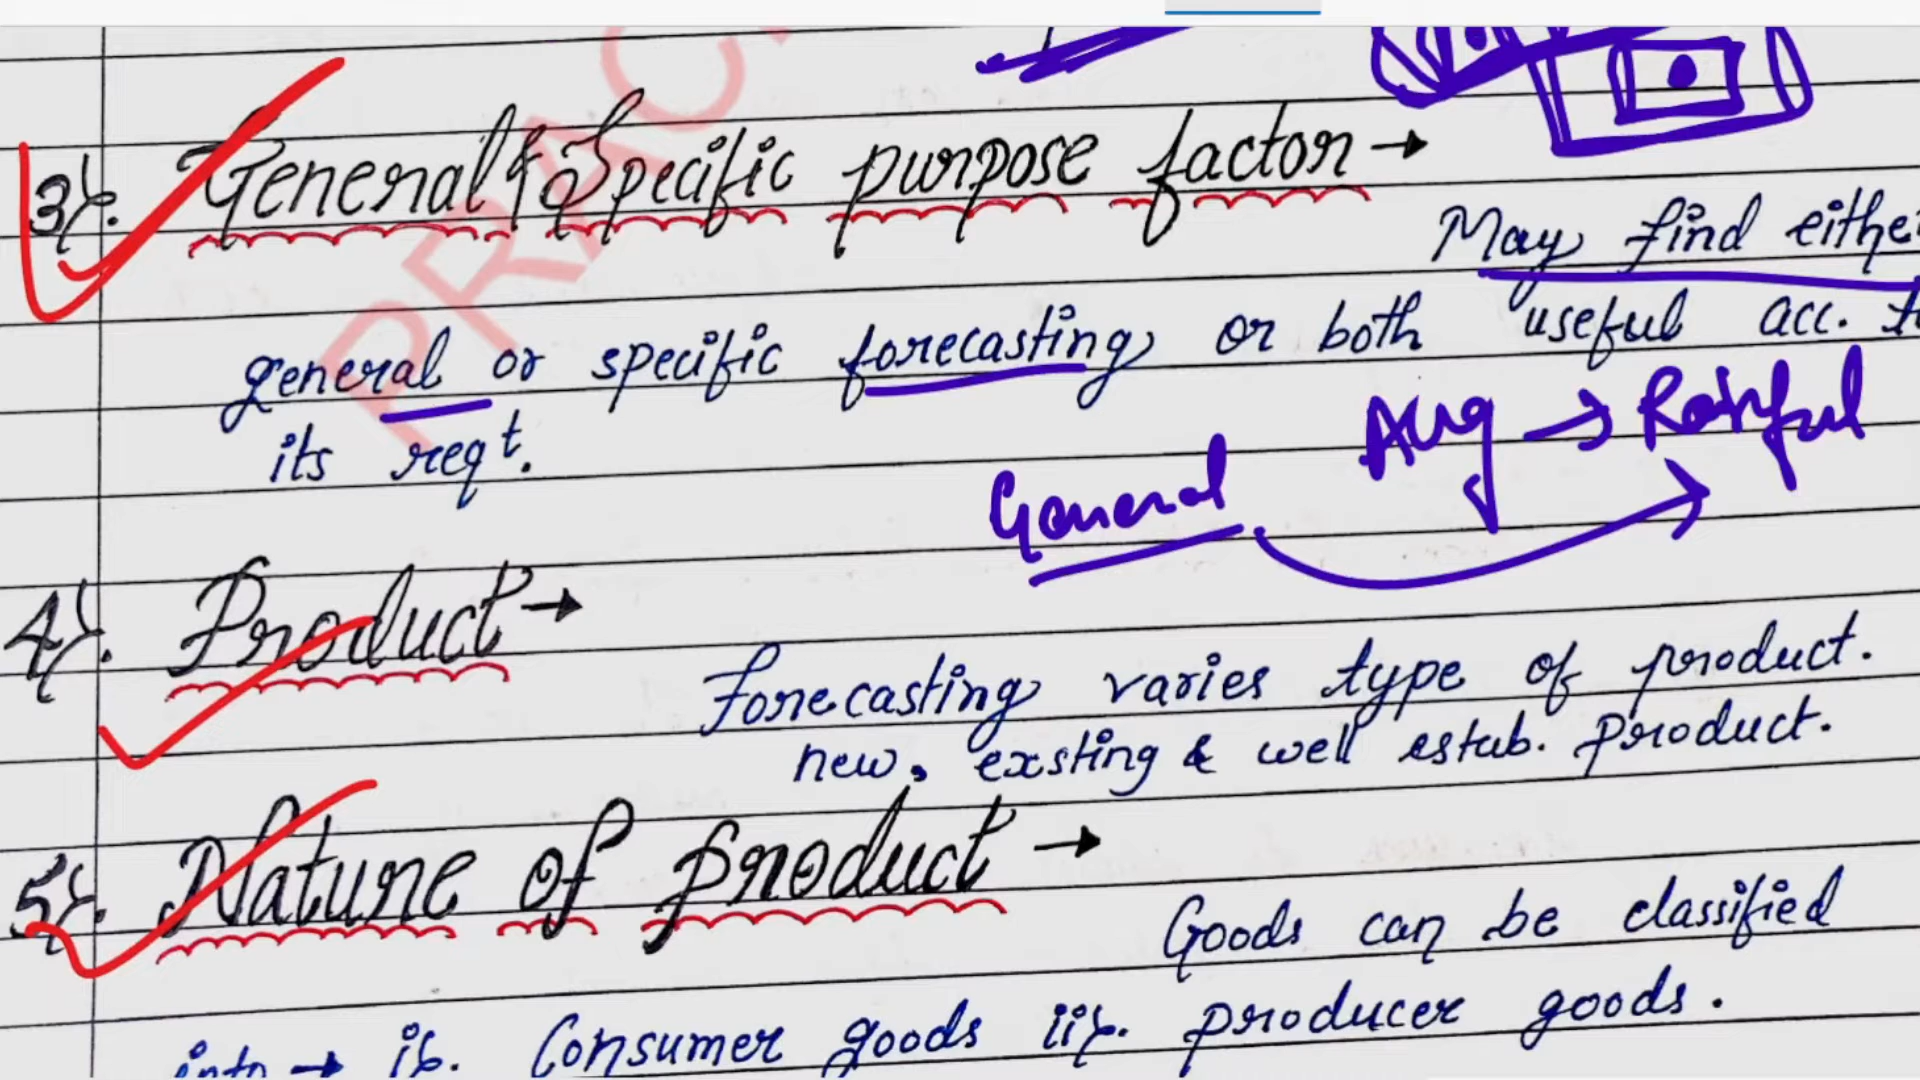 3). General & Specific purpose factor →
May find either
general or specific forecasting or both useful acc. to
its reqt.
Aug → Rainful
General
4). Product →
Forecasting varies type of product.
new, exsting & well estab. product.
5). Nature of product →
Goods can be classified
into → i). Consumer goods ii). producer goods.
PRAC